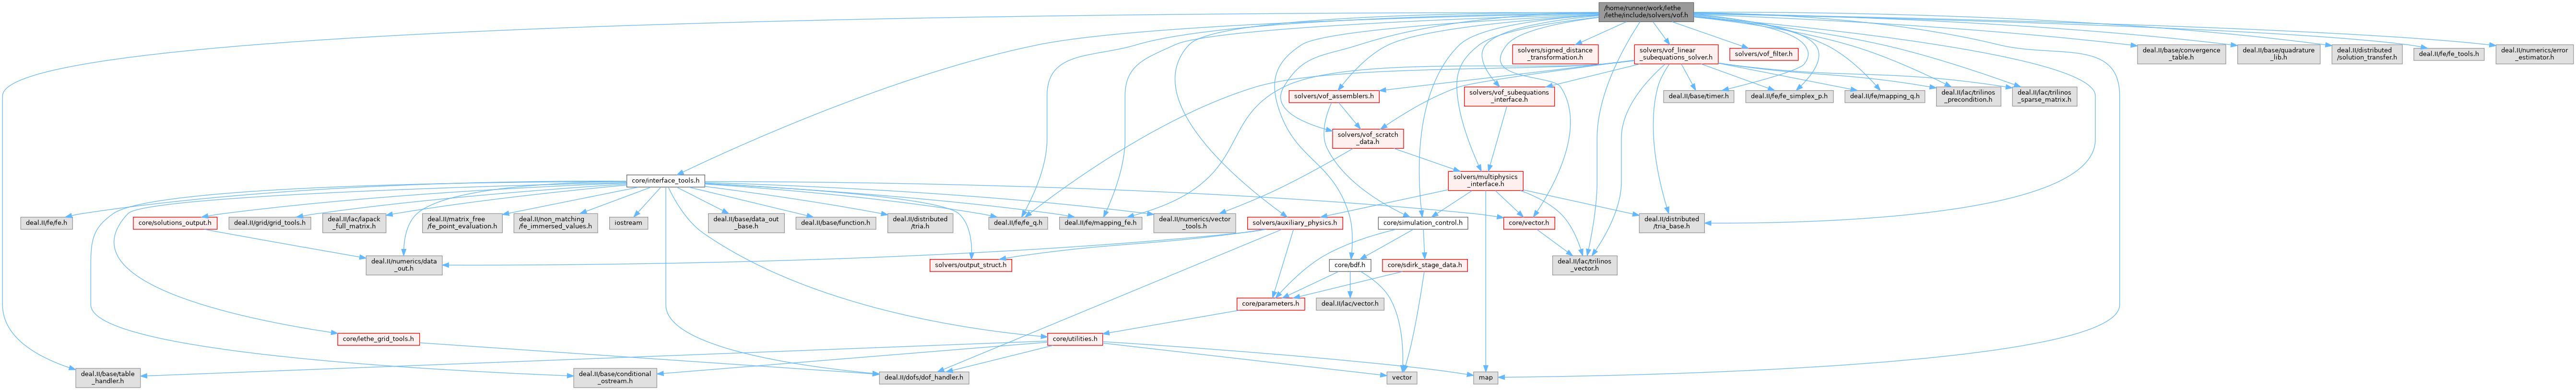 /home/runner/work/lethe
/lethe/include/solvers/vof.h
solvers/signed_distance
_transformation.h
solvers/vof_linear
_subequations_solver.h
solvers/vof_filter.h
deal.II/base/convergence
_table.h
deal.II/base/quadrature
_lib.h
deal.II/distributed
/solution_transfer.h
deal.II/fe/fe_tools.h
deal.II/numerics/error
_estimator.h
solvers/vof_assemblers.h
solvers/vof_subequations
_interface.h
deal.II/base/timer.h
deal.II/fe/fe_simplex_p.h
deal.II/fe/mapping_q.h
deal.II/lac/trilinos
_precondition.h
deal.II/lac/trilinos
_sparse_matrix.h
solvers/vof_scratch
_data.h
core/interface_tools.h
solvers/multiphysics
_interface.h
deal.II/fe/fe.h
core/solutions_output.h
deal.II/grid/grid_tools.h
deal.II/lac/lapack
_full_matrix.h
deal.II/matrix_free
/fe_point_evaluation.h
deal.II/non_matching
/fe_immersed_values.h
iostream
deal.II/base/data_out
_base.h
deal.II/base/function.h
deal.II/distributed
/tria.h
deal.II/fe/fe_q.h
deal.II/fe/mapping_fe.h
deal.II/numerics/vector
_tools.h
solvers/auxiliary_physics.h
core/simulation_control.h
core/vector.h
deal.II/distributed
/tria_base.h
deal.II/numerics/data
_out.h
solvers/output_struct.h
core/bdf.h
core/sdirk_stage_data.h
deal.II/lac/trilinos
_vector.h
core/parameters.h
deal.II/lac/vector.h
core/lethe_grid_tools.h
core/utilities.h
deal.II/base/table
_handler.h
deal.II/base/conditional
_ostream.h
deal.II/dofs/dof_handler.h
vector
map